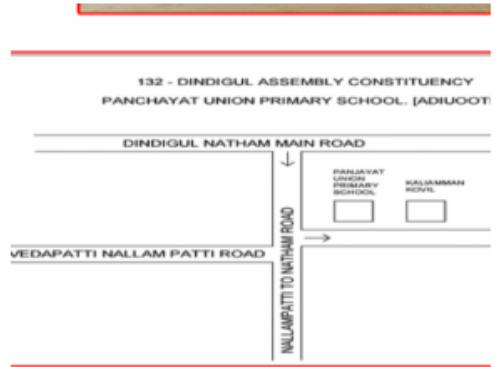 132 - DINDIGUL ASSEMBLY CONSTITUENCY
PANCHAYAT UNION PRIMARY SCHOOL. [ADIUOOT
DINDIGUL NATHAM MAIN ROAD
PANJAYAT
UNION
PRIMARY
SCHOOL
KALIAMMAN
KOVIL
VEDAPATTI NALLAM PATTI ROAD
NALLAMPATTI TO NATHAM ROAD